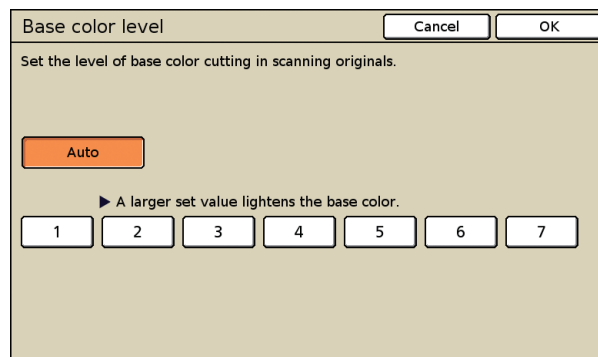 Base color level Cancel OK
Set the level of base color cutting in scanning originals.
Auto
▶ A larger set value lightens the base color.
1 2 3 4 5 6 7